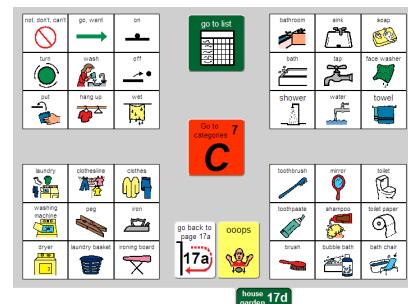 not, don't, can't
go, went
on
turn
wash
off
put
hang up
wet
go to list
bathroom
sink
soap
bath
tap
face washer
shower
water
towel
Go to 7
categories
C
laundry
clothesline
clothes
washing
machine
peg
iron
dryer
laundry basket
ironing board
go back to
page 17a
17a
ooops
toothbrush
mirror
toilet
toothpaste
shampoo
toilet paper
brush
bubble bath
bath chair
house 17d
garden